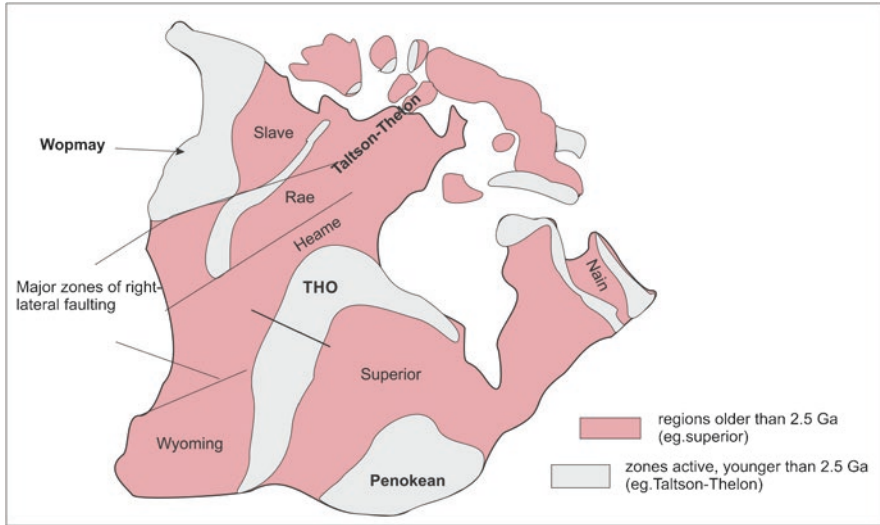 Slave
Wopmay
Taltson-Thelon
Rae
Hearne
Nain
Major zones of right-
lateral faulting
THO
Superior
Wyoming
Penokean
regions older than 2.5 Ga
(eg.superior)
zones active, younger than 2.5 Ga
(eg.Taltson-Thelon)